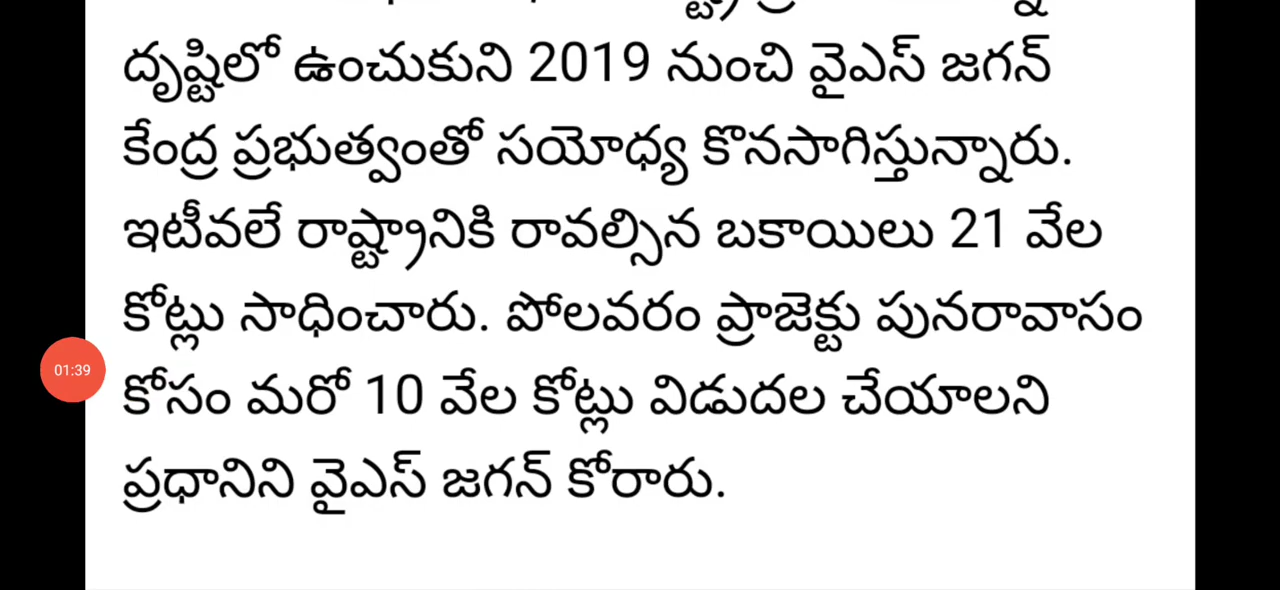 దృష్టిలో ఉంచుకుని 2019 నుంచి వైఎస్ జగన్
కేంద్ర ప్రభుత్వంతో సయోధ్య కొనసాగిస్తున్నారు.
ఇటీవలే రాష్ట్రానికి రావల్సిన బకాయిలు 21 వేల
కోట్లు సాధించారు. పోలవరం ప్రాజెక్టు పునరావాసం
01:39
కోసం మరో 10 వేల కోట్లు విడుదల చేయాలని
ప్రధానిని వైఎస్ జగన్ కోరారు.